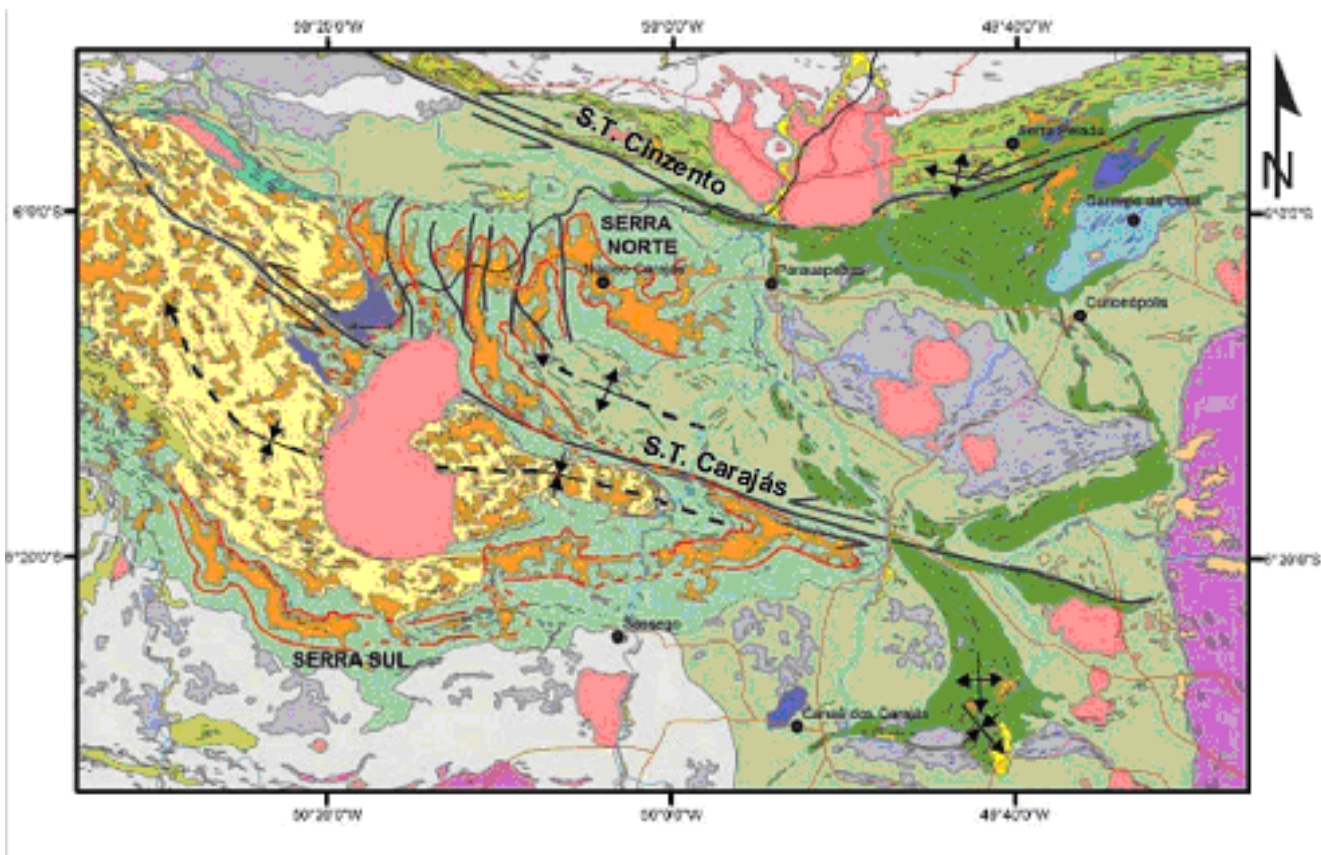 50°20'0"W
50°0'0"W
49°40'0"W
S.T. Cinzento
Serra Pelada
N
6°0'0"S
6°0'0"S
SERRA
NORTE
Núcleo Carajás
Parauapebas
Curionópolis
S.T. Carajás
6°20'0"S
6°20'0"S
Sossego
SERRA SUL
Canaã dos Carajás
50°20'0"W
50°0'0"W
49°40'0"W